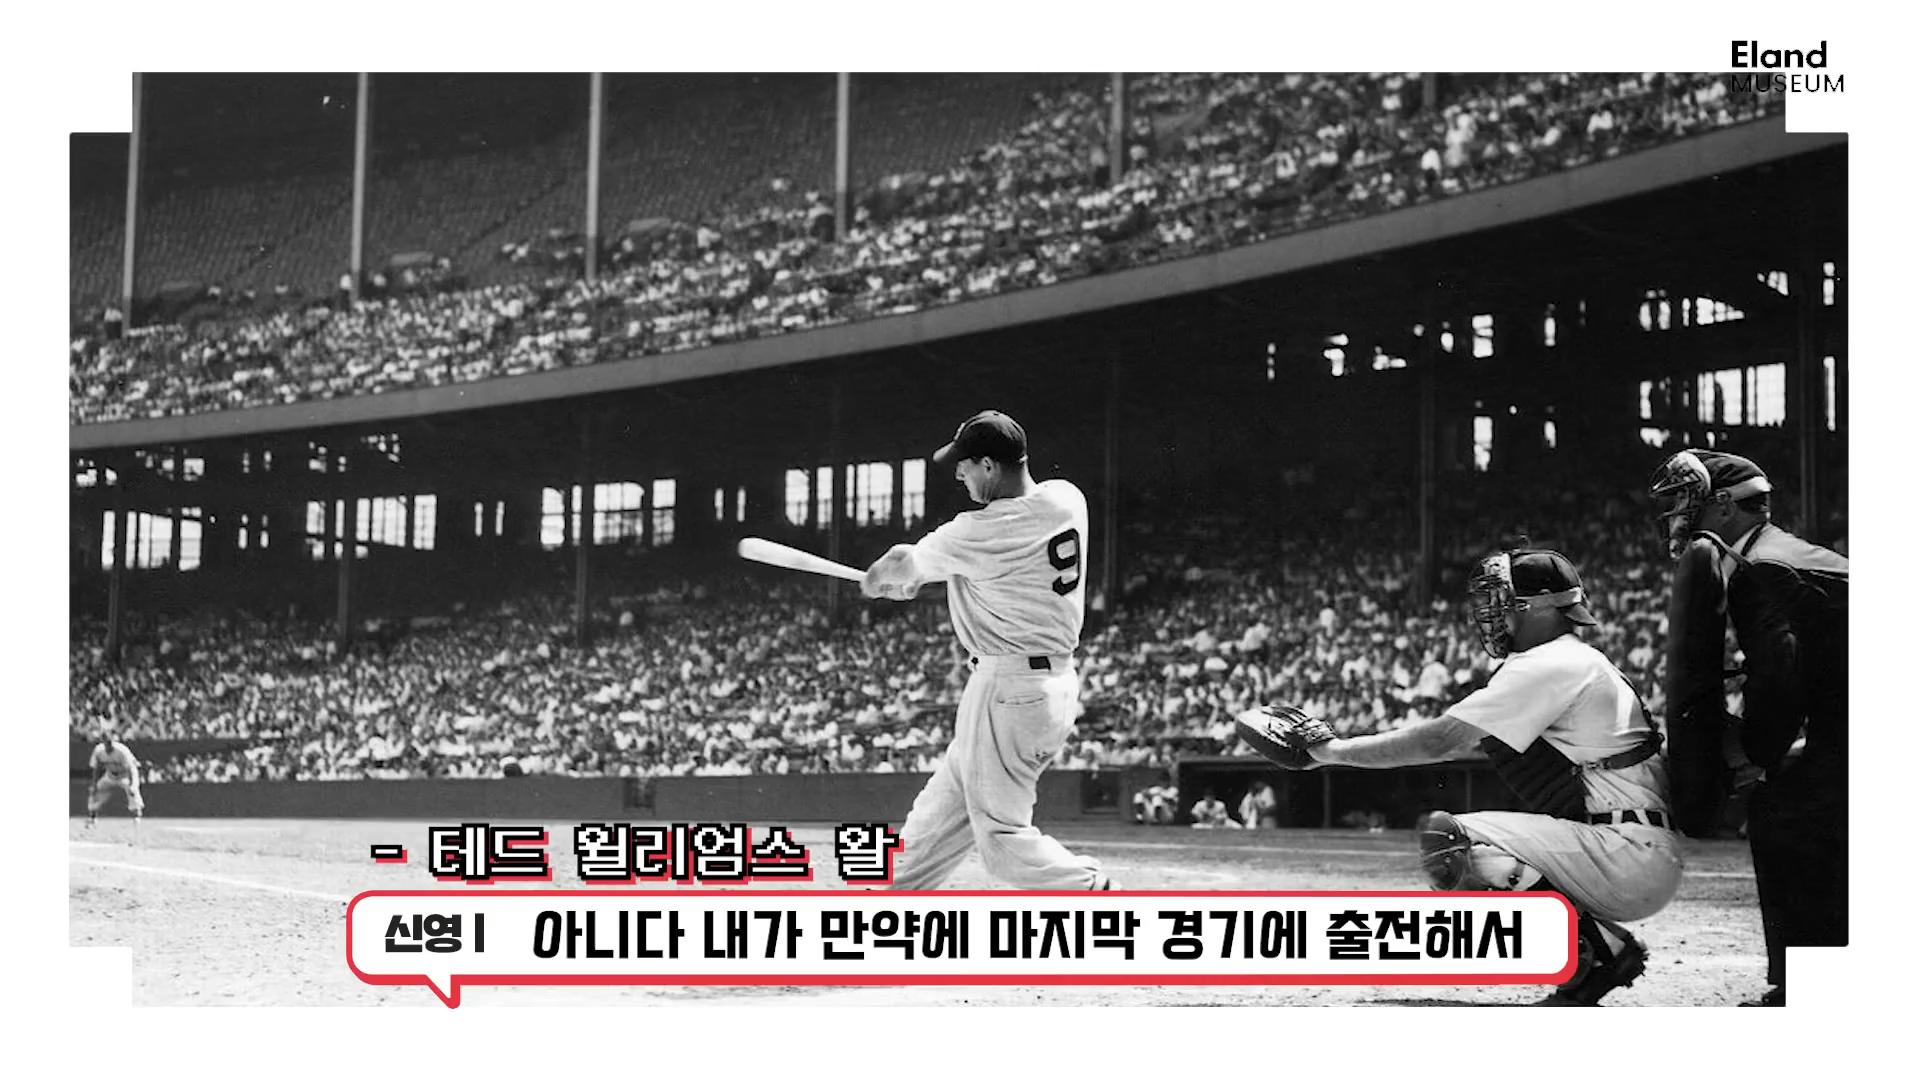 Eland
MUSEUM
9
- 테드 윌리엄스 왈
신영 | 아니다 내가 만약에 마지막 경기에 출전해서